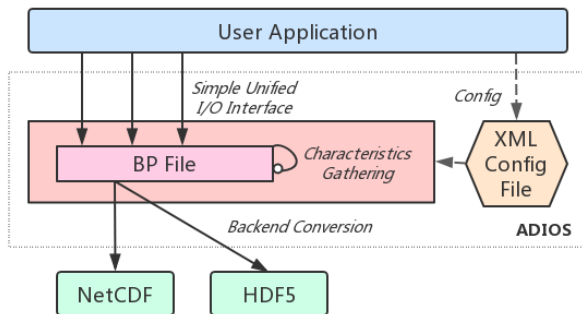 User Application
Simple Unified
I/O Interface
Config
BP File
Characteristics
Gathering
XML
Config
File
Backend Conversion
ADIOS
NetCDF
HDF5